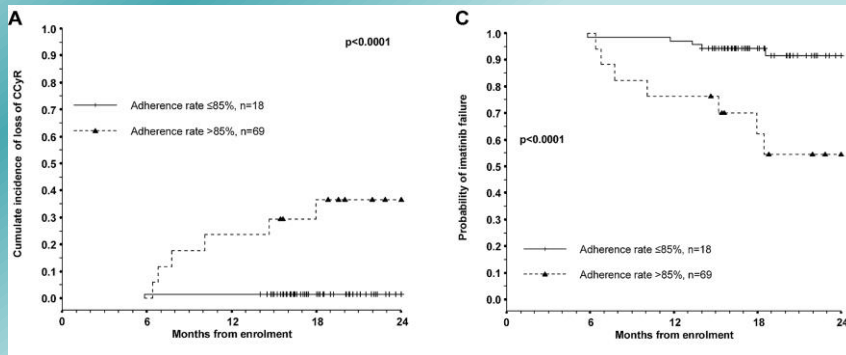 A
p<0.0001
Cumulate incidence of loss of CCyR
1.0
0.9
0.8
0.7
0.6
0.5
0.4
0.3
0.2
0.1
0.0
Adherence rate ≤85%, n=18
Adherence rate >85%, n=69
0 6 12 18 24
Months from enrolment
C
Probability of imatinib failure
1.0
0.9
0.8
0.7
0.6
0.5
0.4
0.3
0.2
0.1
0.0
p<0.0001
Adherence rate ≤85%, n=18
Adherence rate >85%, n=69
0 6 12 18 24
Months from enrolment